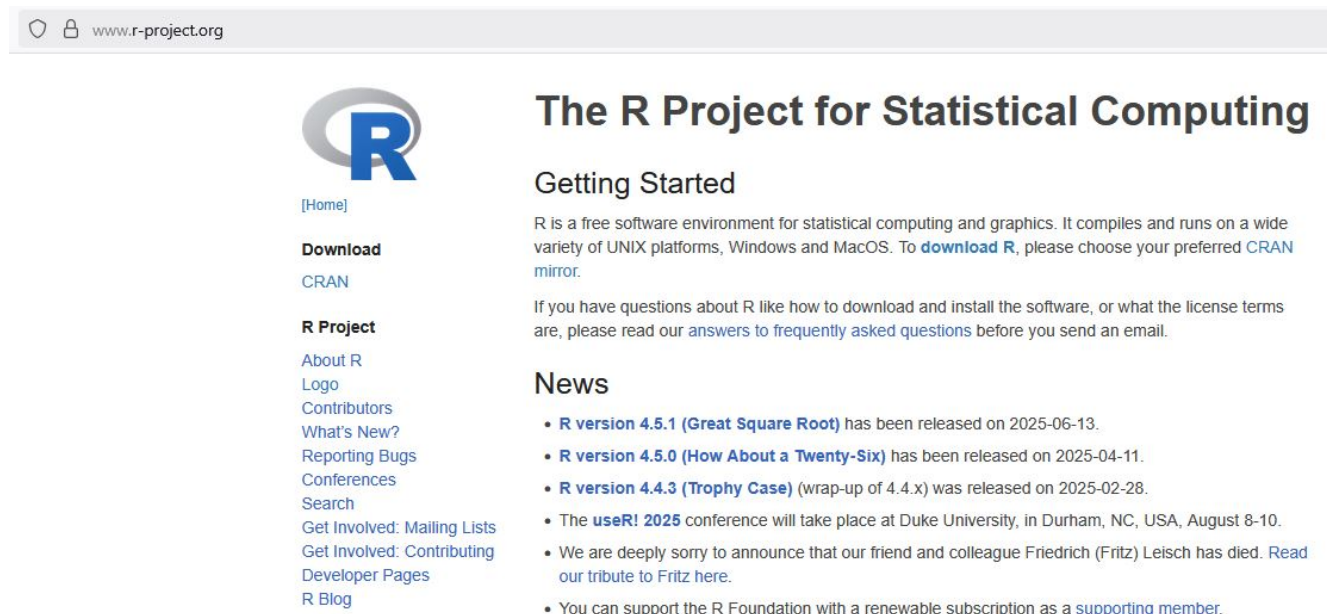 www.r-project.org
R
[Home]
Download
CRAN
R Project
About R
Logo
Contributors
What's New?
Reporting Bugs
Conferences
Search
Get Involved: Mailing Lists
Get Involved: Contributing
Developer Pages
R Blog
The R Project for Statistical Computing
Getting Started
R is a free software environment for statistical computing and graphics. It compiles and runs on a wide
variety of UNIX platforms, Windows and MacOS. To download R, please choose your preferred CRAN
mirror.
If you have questions about R like how to download and install the software, or what the license terms
are, please read our answers to frequently asked questions before you send an email.
News
• R version 4.5.1 (Great Square Root) has been released on 2025-06-13.
• R version 4.5.0 (How About a Twenty-Six) has been released on 2025-04-11.
• R version 4.4.3 (Trophy Case) (wrap-up of 4.4.x) was released on 2025-02-28.
• The useR! 2025 conference will take place at Duke University, in Durham, NC, USA, August 8-10.
• We are deeply sorry to announce that our friend and colleague Friedrich (Fritz) Leisch has died. Read
our tribute to Fritz here.
• You can support the R Foundation with a renewable subscription as a supporting member.